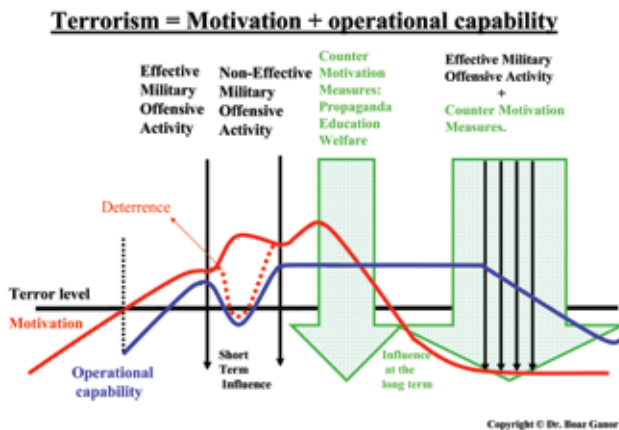 Terrorism = Motivation + operational capability
Effective
Military
Offensive
Activity
Non-Effective
Military
Offensive
Activity
Counter
Motivation
Measures:
Propaganda
Education
Welfare
Effective Military
Offensive Activity
+
Counter Motivation
Measures.
Deterrence
Terror level
Motivation
Operational
capability
Short
Term
Influence
Influence
at the
long term
Copyright © Dr. Boaz Ganor